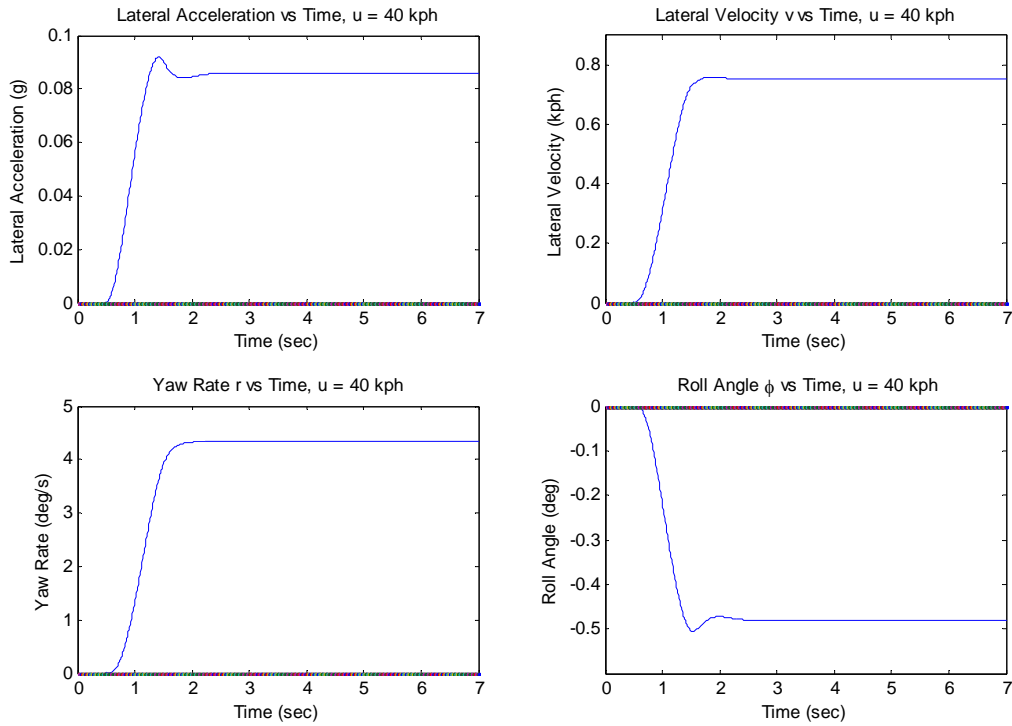 Lateral Acceleration vs Time, u = 40 kph
0.1
0.08
0.06
0.04
0.02
0
Lateral Acceleration (g)
0 1 2 3 4 5 6 7
Time (sec)
Lateral Velocity v vs Time, u = 40 kph
0.8
0.6
0.4
0.2
0
Lateral Velocity (kph)
0 1 2 3 4 5 6 7
Time (sec)
Yaw Rate r vs Time, u = 40 kph
5
4
3
2
1
0
Yaw Rate (deg/s)
0 1 2 3 4 5 6 7
Time (sec)
Roll Angle ϕ vs Time, u = 40 kph
0
-0.1
-0.2
-0.3
-0.4
-0.5
Roll Angle (deg)
0 1 2 3 4 5 6 7
Time (sec)